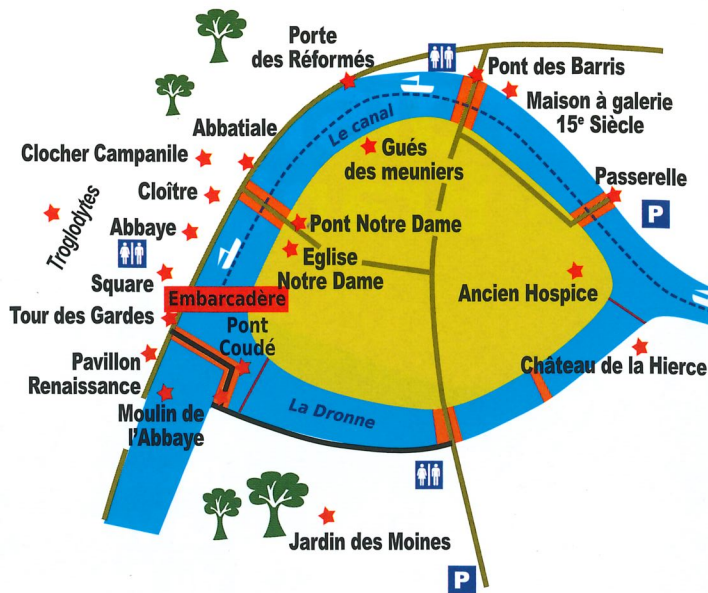 Porte
des Réformés
Pont des Barris
Maison à galerie
15e Siècle
Le canal
Abbatiale
Clocher Campanile
Gués
des meuniers
Cloître
Passerelle
Troglodytes
Abbaye
Pont Notre Dame
P
Eglise
Notre Dame
Square
Embarcadère
Ancien Hospice
Tour des Gardes
Pont
Coudé
Pavillon
Renaissance
Château de la Hierce
Moulin de
l'Abbaye
La Dronne
Jardin des Moines
P